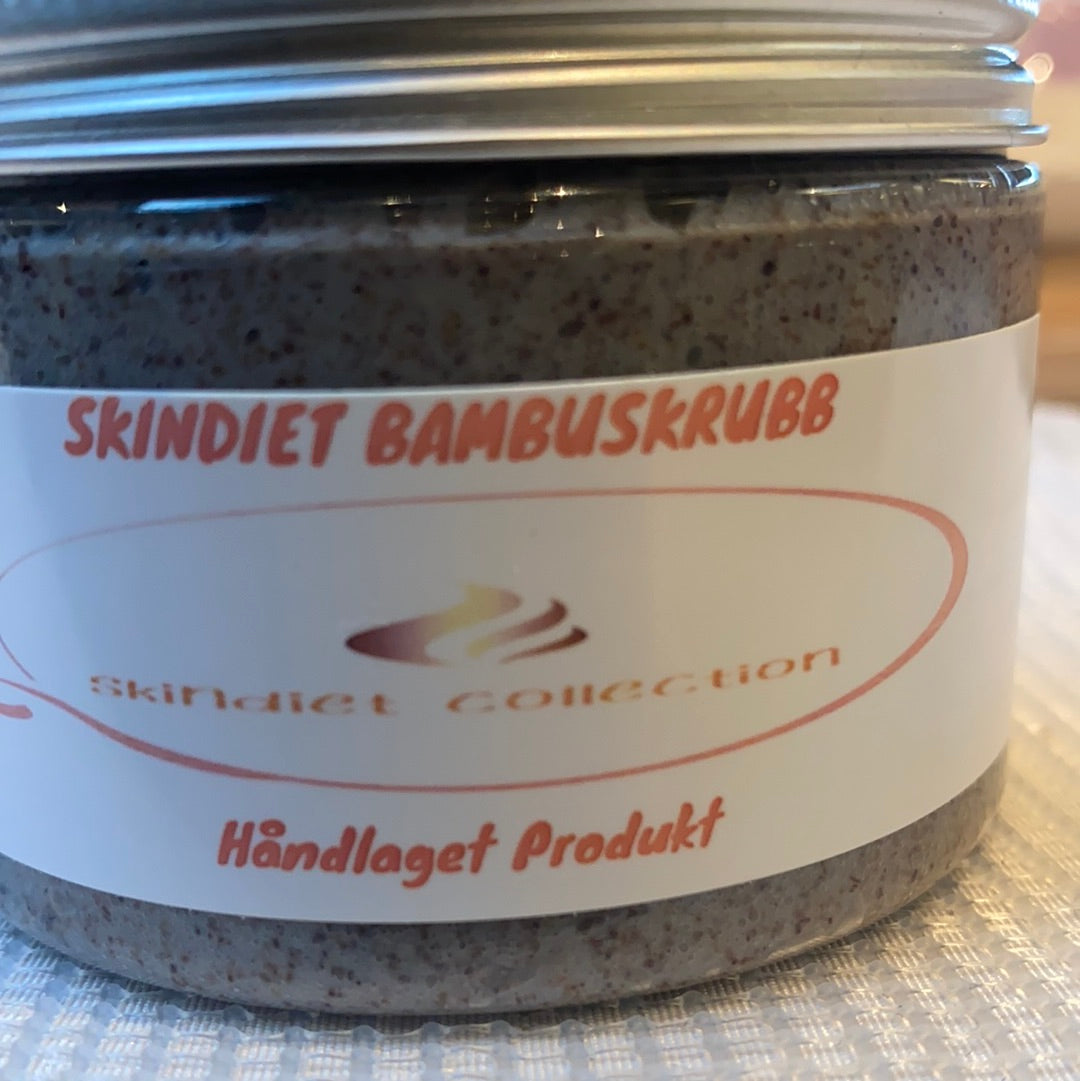 SKINDIET BAMBUSKRUBB
skindiet collection
Håndlaget Produkt